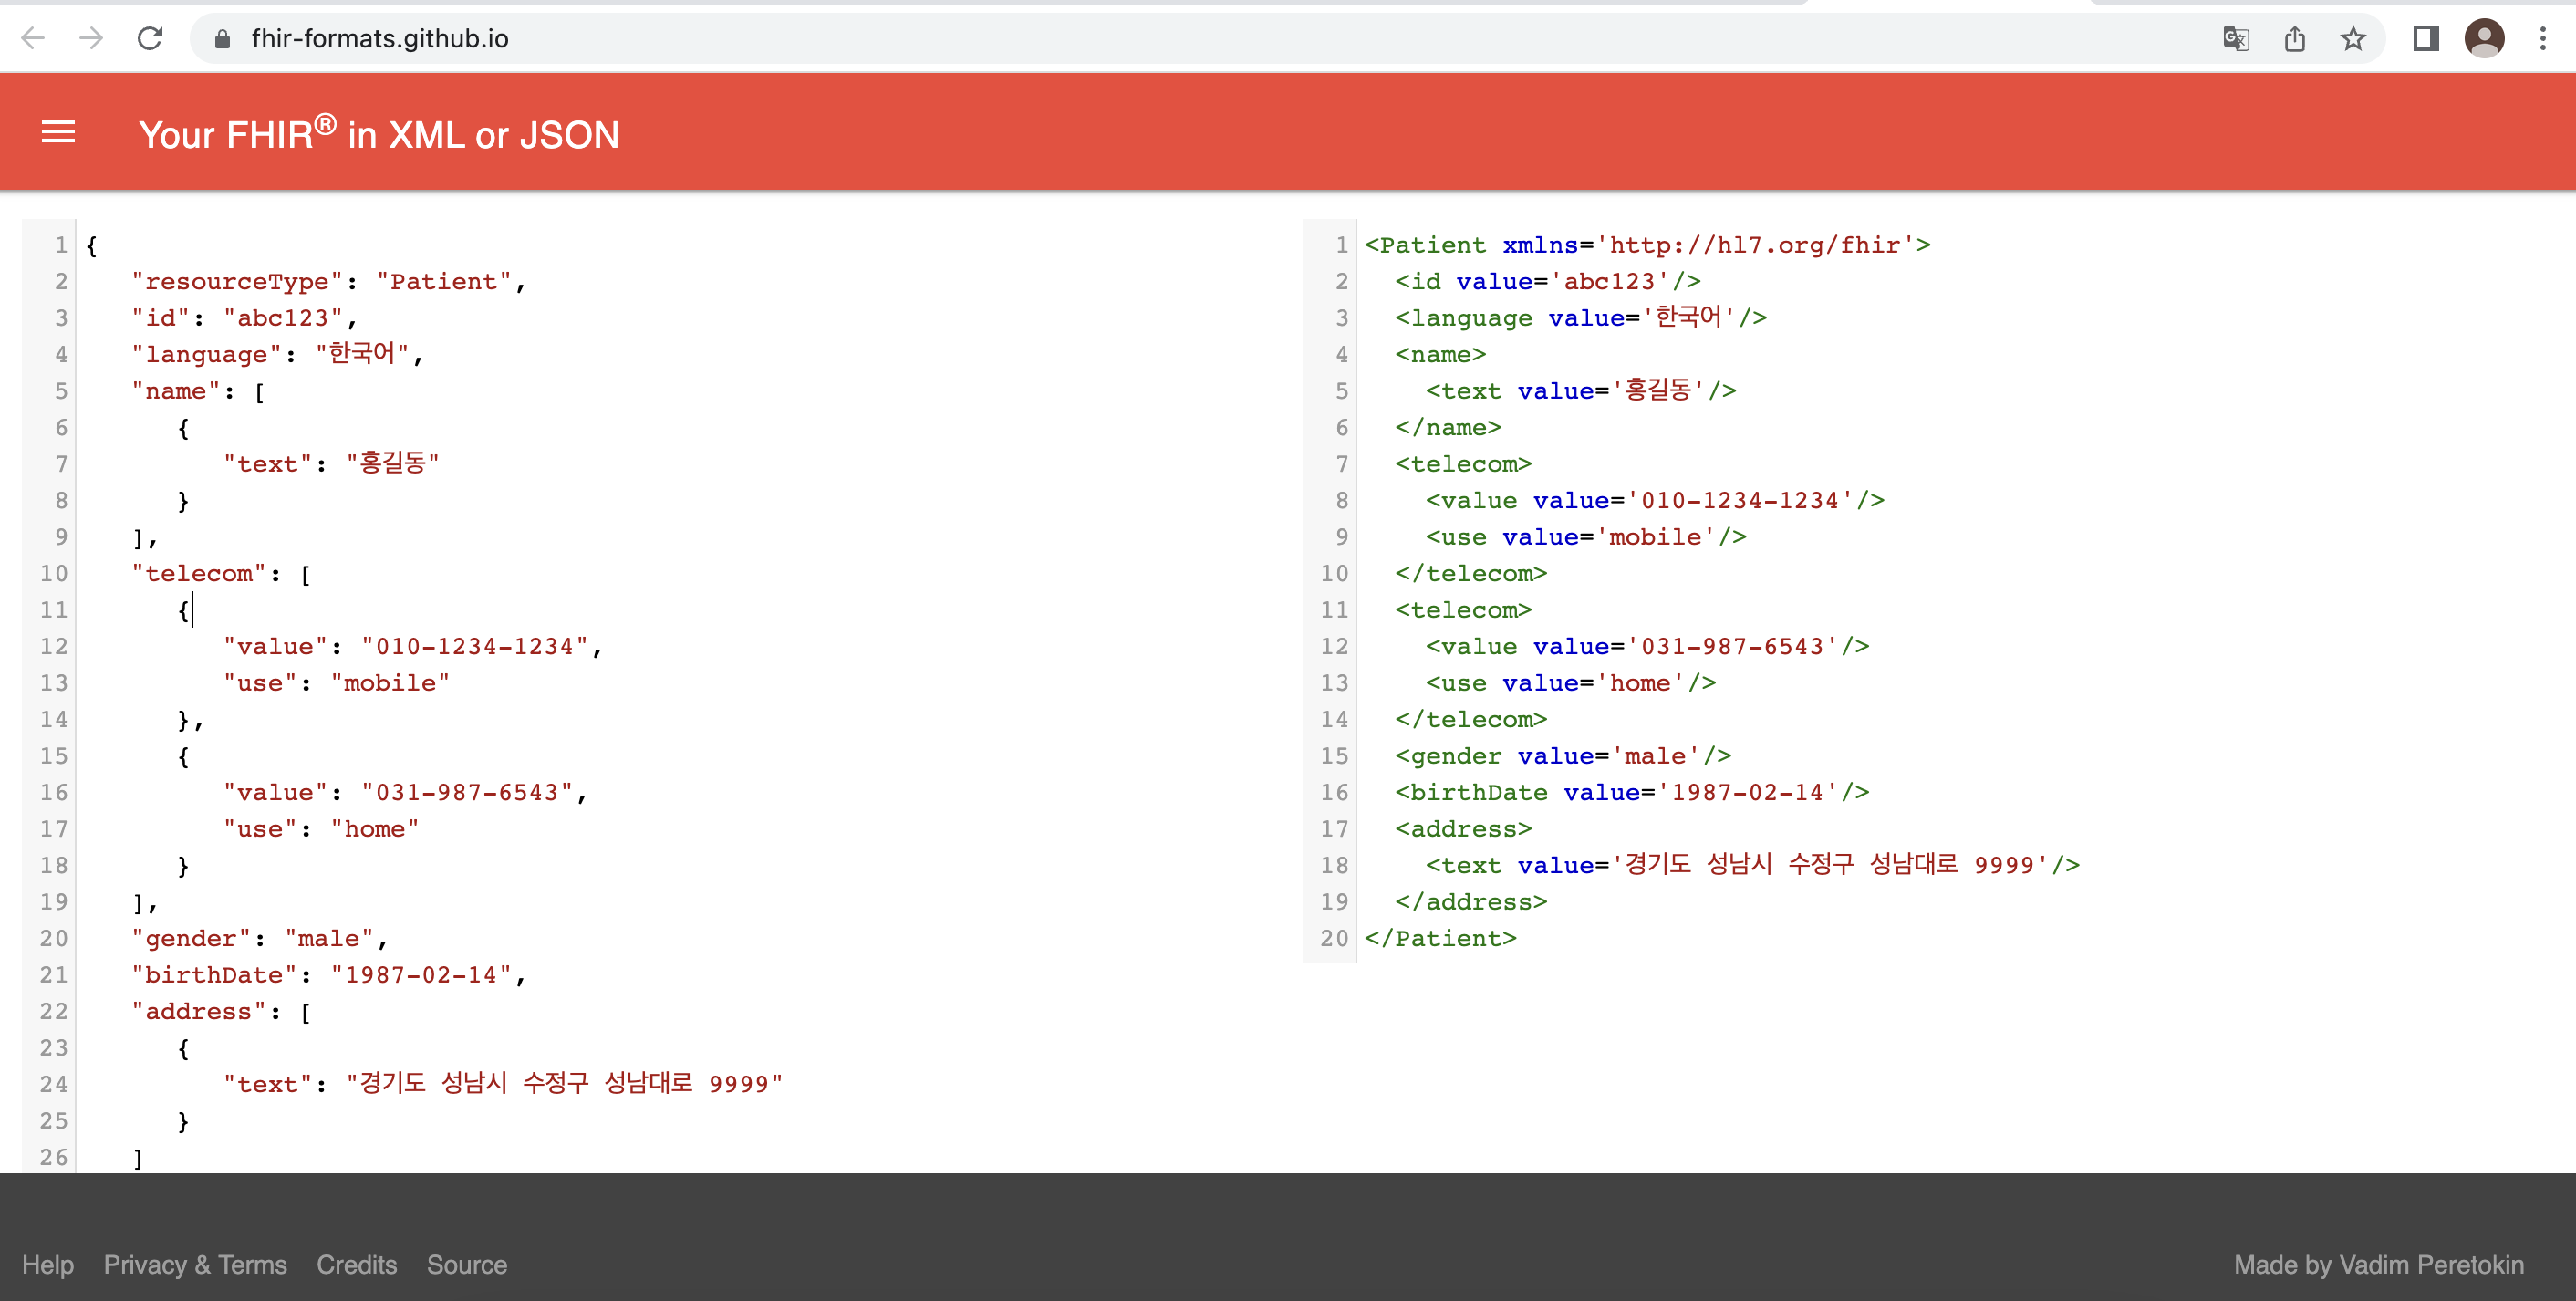 fhir-formats.github.io
Your FHIR® in XML or JSON
1 {
2 "resourceType": "Patient",
3 "id": "abc123",
4 "language": "한국어",
5 "name": [
6 {
7 "text": "홍길동"
8 }
9 ],
10 "telecom": [
11 {
12 "value": "010-1234-1234",
13 "use": "mobile"
14 },
15 {
16 "value": "031-987-6543",
17 "use": "home"
18 }
19 ],
20 "gender": "male",
21 "birthDate": "1987-02-14",
22 "address": [
23 {
24 "text": "경기도 성남시 수정구 성남대로 9999"
25 }
26 ]
1 <Patient xmlns='http://hl7.org/fhir'>
2 <id value='abc123'/>
3 <language value='한국어'/>
4 <name>
5 <text value='홍길동'/>
6 </name>
7 <telecom>
8 <value value='010-1234-1234'/>
9 <use value='mobile'/>
10 </telecom>
11 <telecom>
12 <value value='031-987-6543'/>
13 <use value='home'/>
14 </telecom>
15 <gender value='male'/>
16 <birthDate value='1987-02-14'/>
17 <address>
18 <text value='경기도 성남시 수정구 성남대로 9999'/>
19 </address>
20 </Patient>
Help Privacy & Terms Credits Source
Made by Vadim Peretokin